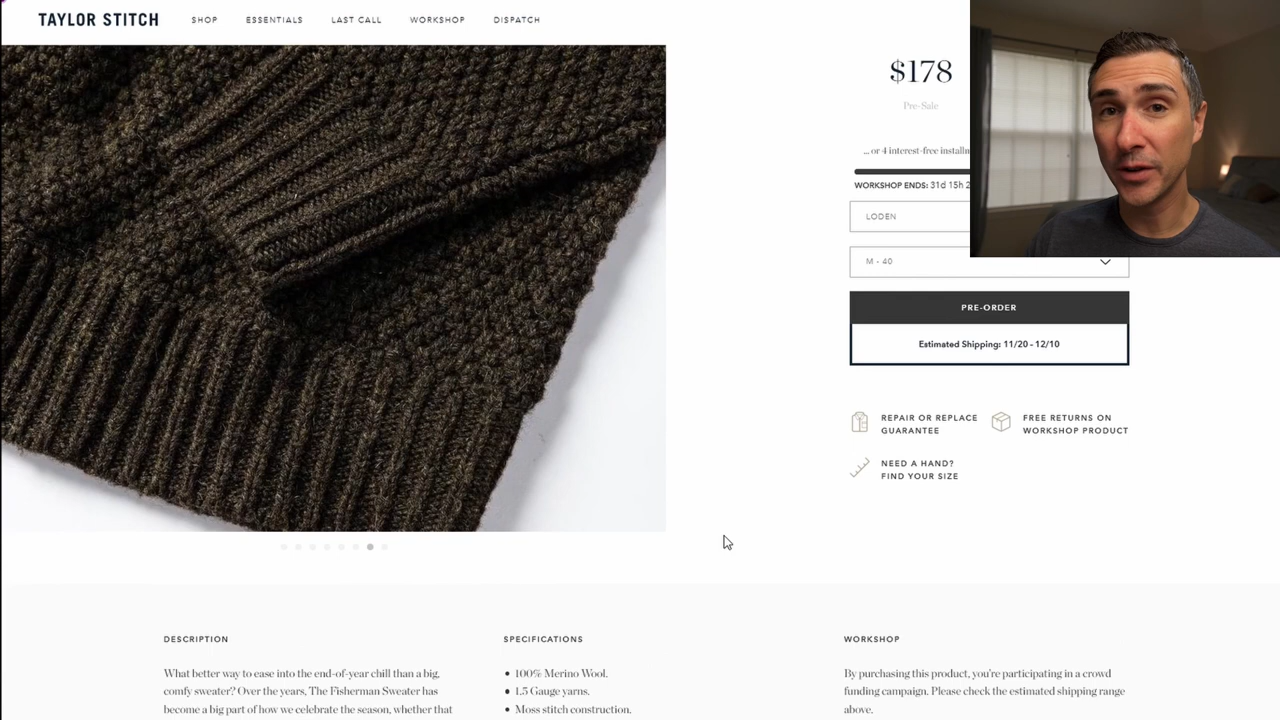 TAYLOR STITCH
SHOP
ESSENTIALS
LAST CALL
WORKSHOP
DISPATCH
$178
Pre-Sale
... or 4 interest-free
WORKSHOP ENDS: 31d 15h
LODEN
M - 40
PRE-ORDER
Estimated Shipping: 11/20 - 12/10
REPAIR OR REPLACE
GUARANTEE
FREE RETURNS ON
WORKSHOP PRODUCT
NEED A HAND?
FIND YOUR SIZE
DESCRIPTION
What better way to ease into the end-of-year chill than a big,
comfy sweater? Over the years, The Fisherman Sweater has
become a big part of how we celebrate the season, whether that
SPECIFICATIONS
• 100% Merino Wool.
• 1.5 Gauge yarns.
• Moss stitch construction.
WORKSHOP
By purchasing this product, you're participating in a crowd
funding campaign. Please check the estimated shipping range
above.